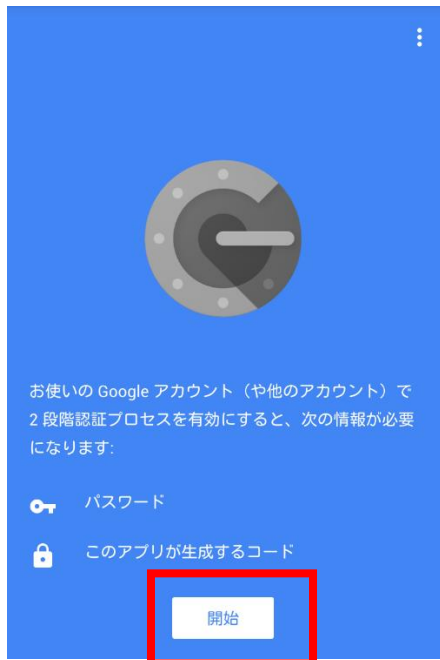 お使いの Google アカウント（や他のアカウント）で
2 段階認証プロセスを有効にすると、次の情報が必要
になります:
パスワード
このアプリが生成するコード
開始